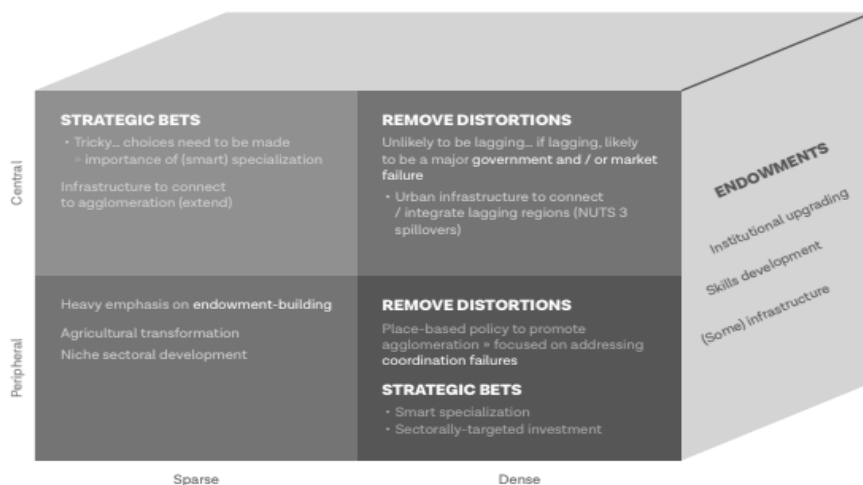 STRATEGIC BETS
• Tricky… choices need to be made
» importance of (smart) specialization
Infrastructure to connect
to agglomeration (extend)
REMOVE DISTORTIONS
Unlikely to be lagging… if lagging, likely
to be a major government and / or market
failure
• Urban infrastructure to connect
/ integrate lagging regions (NUTS 3
spillovers)
Central
Heavy emphasis on endowment-building
Agricultural transformation
Niche sectoral development
REMOVE DISTORTIONS
Place-based policy to promote
agglomeration » focused on addressing
coordination failures
STRATEGIC BETS
• Smart specialization
• Sectorally-targeted investment
Peripheral
Sparse
Dense
ENDOWMENTS
Institutional upgrading
Skills development
(Some) infrastructure